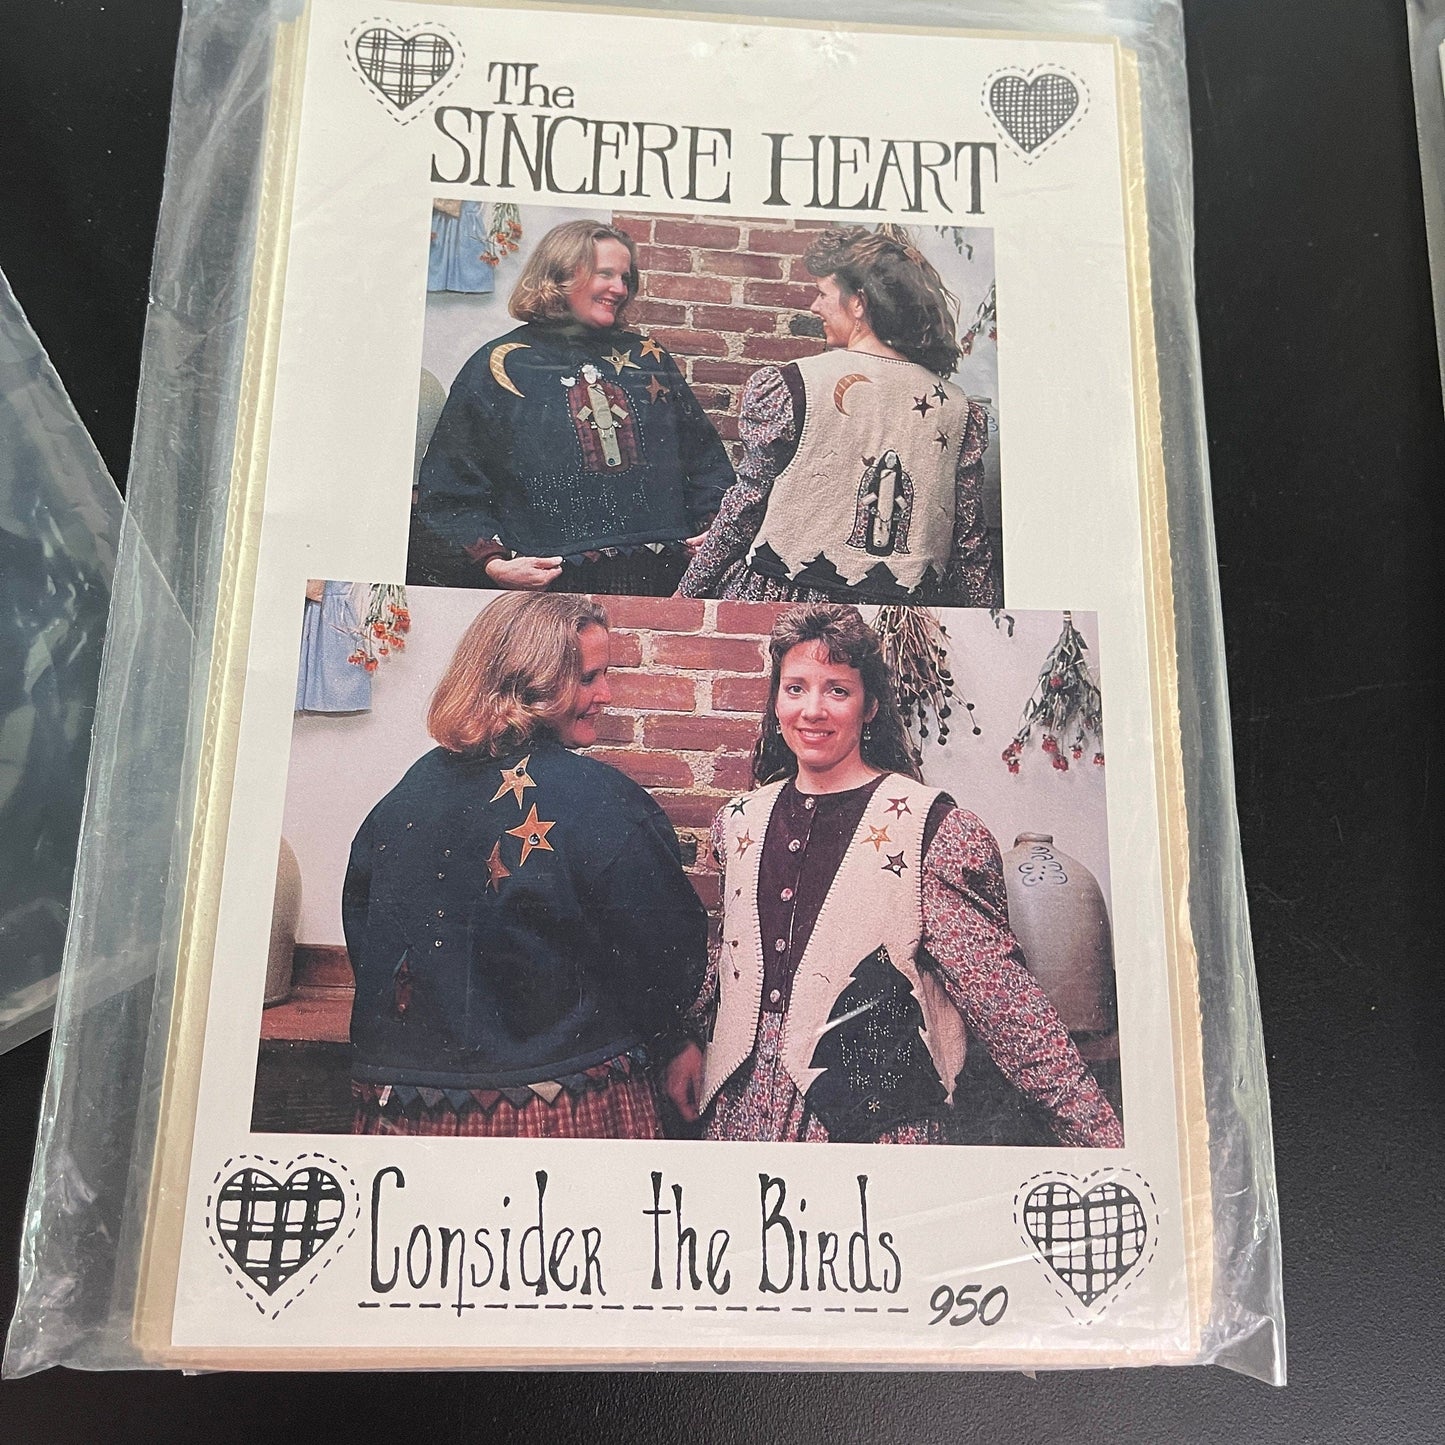 The
SINCERE HEART
Consider the Birds
950